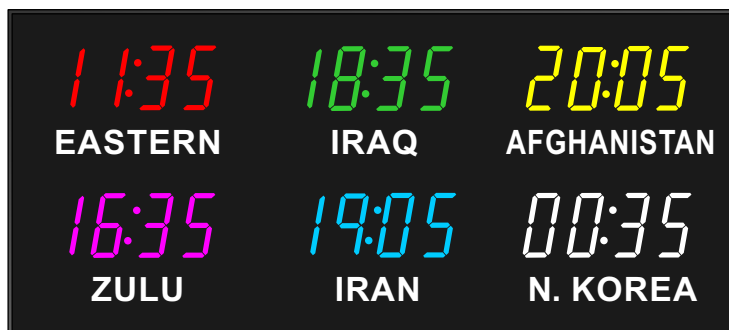 11:35 18:35 20:05
EASTERN IRAQ AFGHANISTAN
16:35 19:05 00:35
ZULU IRAN N. KOREA